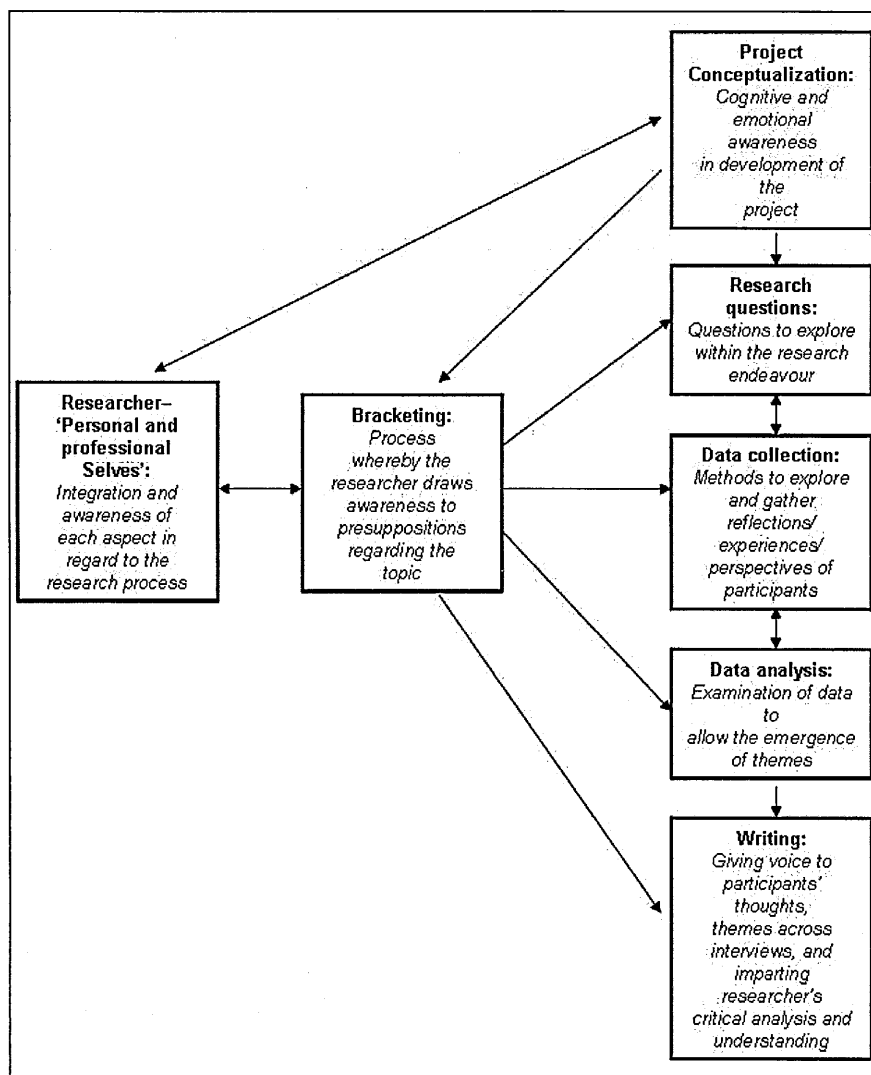 Project
Conceptualization:
Cognitive and
emotional
awareness
in development of
the
project
Research
questions:
Questions to explore
within the research
endeavour
Researcher–
‘Personal and
professional
Selves’:
Integration and
awareness of
each aspect in
regard to the
research process
Bracketing:
Process
whereby the
researcher draws
awareness to
presuppositions
regarding the
topic
Data collection:
Methods to explore
and gather
reflections/
experiences/
perspectives of
participants
Data analysis:
Examination of data
to
allow the emergence
of themes
Writing:
Giving voice to
participants’
thoughts,
themes across
interviews, and
imparting
researcher’s
critical analysis and
understanding